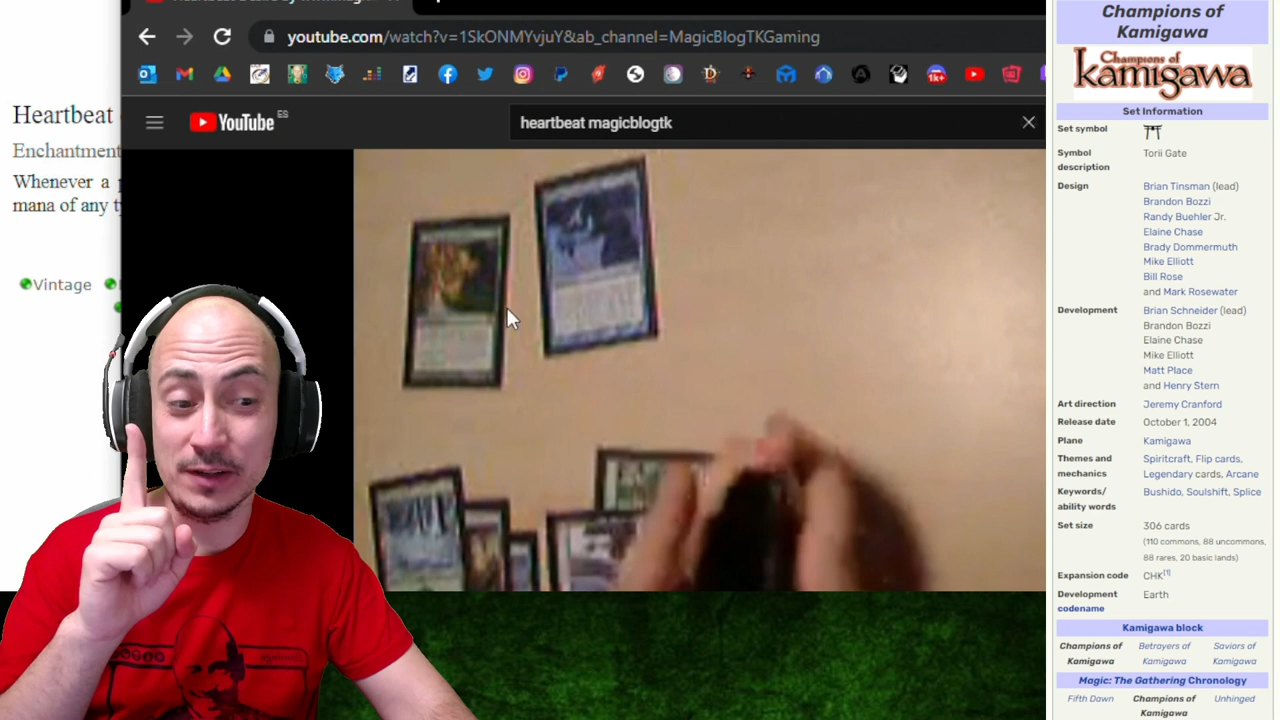 youtube.com/watch?v=1SkONMYvjuY&ab_channel=MagicBlogTKGaming
1k+
YouTube ES
heartbeat magicblogtk
Heartbeat
Enchantment
Whenever a
mana of any
Vintage
Champions of
Kamigawa
Champions of
kamigawa
Set Information
Set symbol
Symbol description Torii Gate
Design Brian Tinsman (lead)
Brandon Bozzi
Randy Buehler Jr.
Elaine Chase
Brady Dommermuth
Mike Elliott
Bill Rose
and Mark Rosewater
Development Brian Schneider (lead)
Brandon Bozzi
Elaine Chase
Mike Elliott
Matt Place
and Henry Stern
Art direction Jeremy Cranford
Release date October 1, 2004
Plane Kamigawa
Themes and mechanics Spiritcraft, Flip cards,
Legendary cards, Arcane
Keywords/ ability words Bushido, Soulshift, Splice
Set size 306 cards
(110 commons, 88 uncommons,
88 rares, 20 basic lands)
Expansion code CHK[1]
Development codename Earth
Kamigawa block
Champions of Kamigawa Betrayers of Kamigawa Saviors of Kamigawa
Magic: The Gathering Chronology
Fifth Dawn Champions of Kamigawa Unhinged